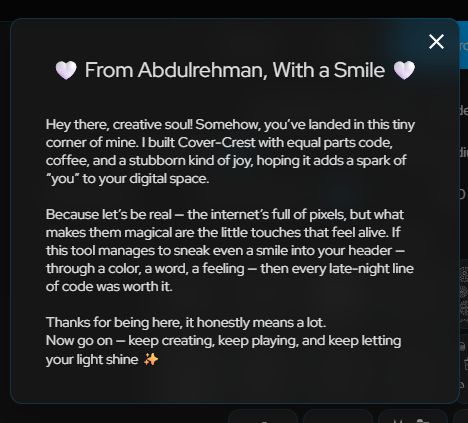 🤍 From Abdulrehman, With a Smile 🤍
Hey there, creative soul! Somehow, you’ve landed in this tiny
corner of mine. I built Cover-Crest with equal parts code,
coffee, and a stubborn kind of joy, hoping it adds a spark of
“you” to your digital space.
Because let’s be real — the internet’s full of pixels, but what
makes them magical are the little touches that feel alive. If
this tool manages to sneak even a smile into your header —
through a color, a word, a feeling — then every late-night line
of code was worth it.
Thanks for being here, it honestly means a lot.
Now go on — keep creating, keep playing, and keep letting
your light shine ✨